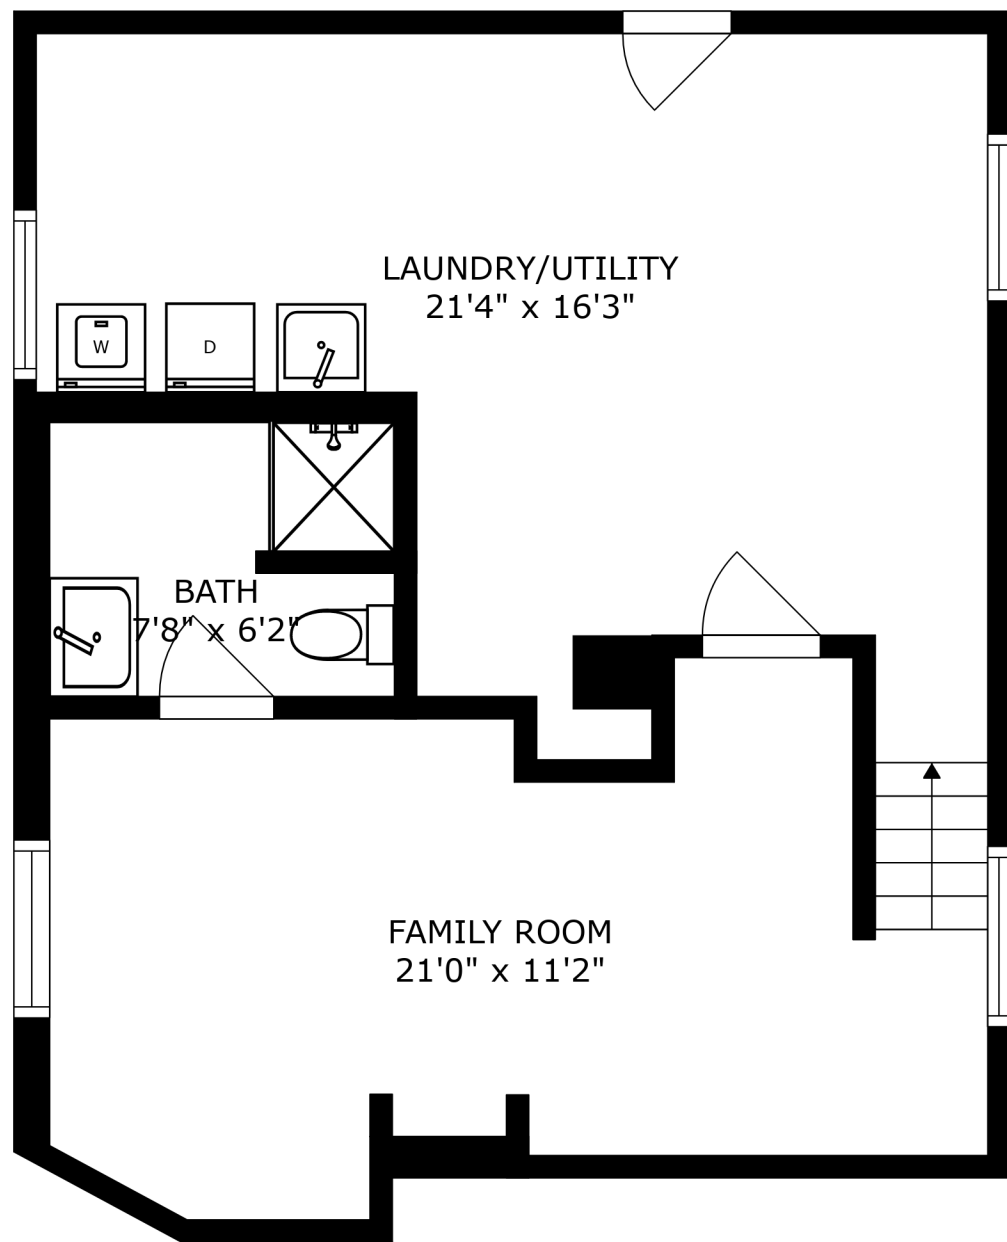 LAUNDRY/UTILITY
21'4" x 16'3"
W
D
BATH
7'8" x 6'2"
FAMILY ROOM
21'0" x 11'2"